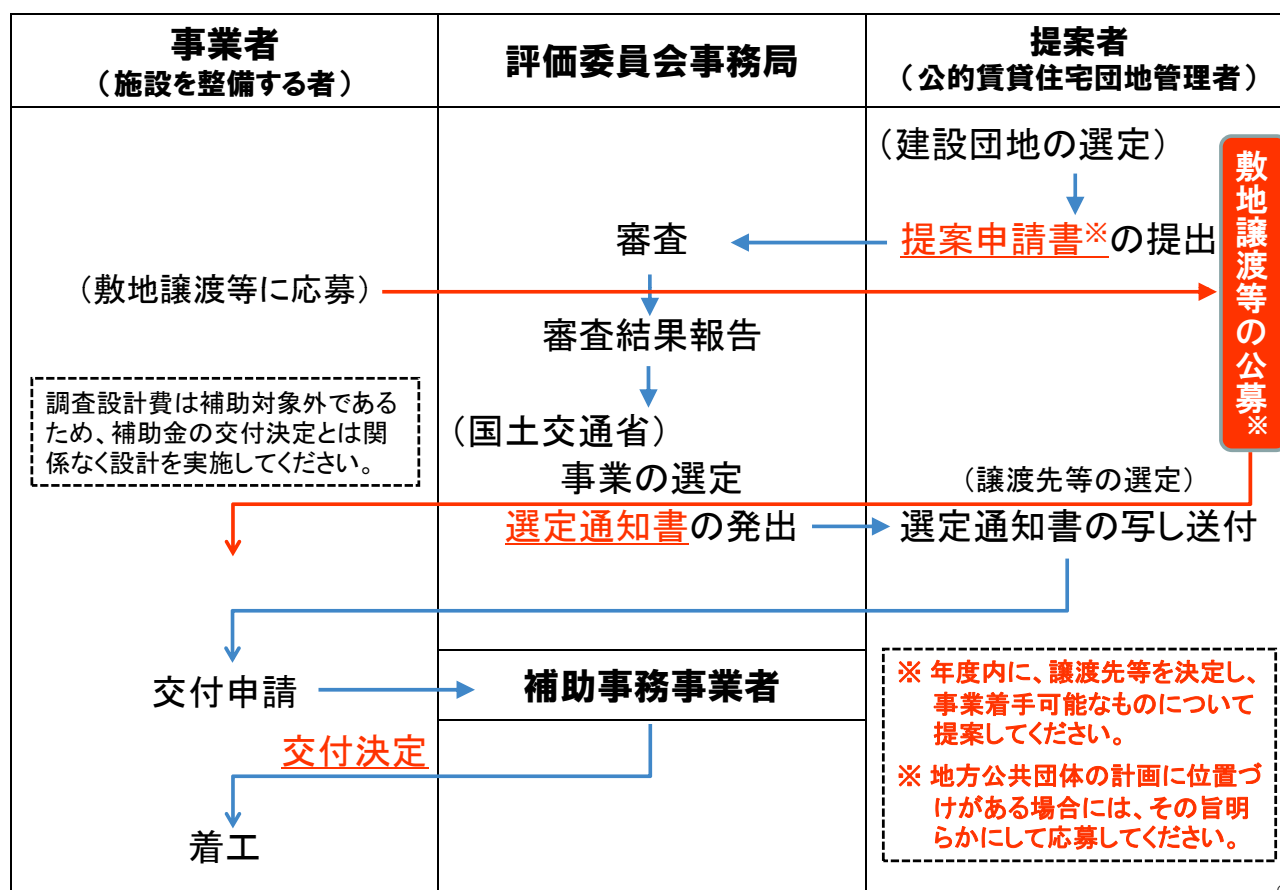 事業者
（施設を整備する者）
評価委員会事務局
提案者
（公的賃貸住宅団地管理者）
（建設団地の選定）
敷地譲渡等の公募※
審査
提案申請書※の提出
（敷地譲渡等に応募）
審査結果報告
調査設計費は補助対象外である
ため、補助金の交付決定とは関
係なく設計を実施してください。
（国土交通省）
事業の選定
（譲渡先等の選定）
選定通知書の発出
選定通知書の写し送付
交付申請
補助事務事業者
交付決定
着工
※ 年度内に、譲渡先等を決定し、
事業着手可能なものについて
提案してください。
※ 地方公共団体の計画に位置づ
けがある場合には、その旨明
らかにして応募してください。